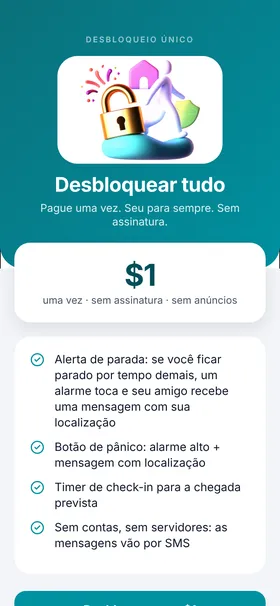 DESBLOQUEIO ÚNICO
Desbloquear tudo
Pague uma vez. Seu para sempre. Sem
assinatura.
$1
uma vez · sem assinatura · sem anúncios
Alerta de parada: se você ficar
parado por tempo demais, um
alarme toca e seu amigo recebe
uma mensagem com sua
localização
Botão de pânico: alarme alto +
mensagem com localização
Timer de check-in para a chegada
prevista
Sem contas, sem servidores: as
mensagens vão por SMS